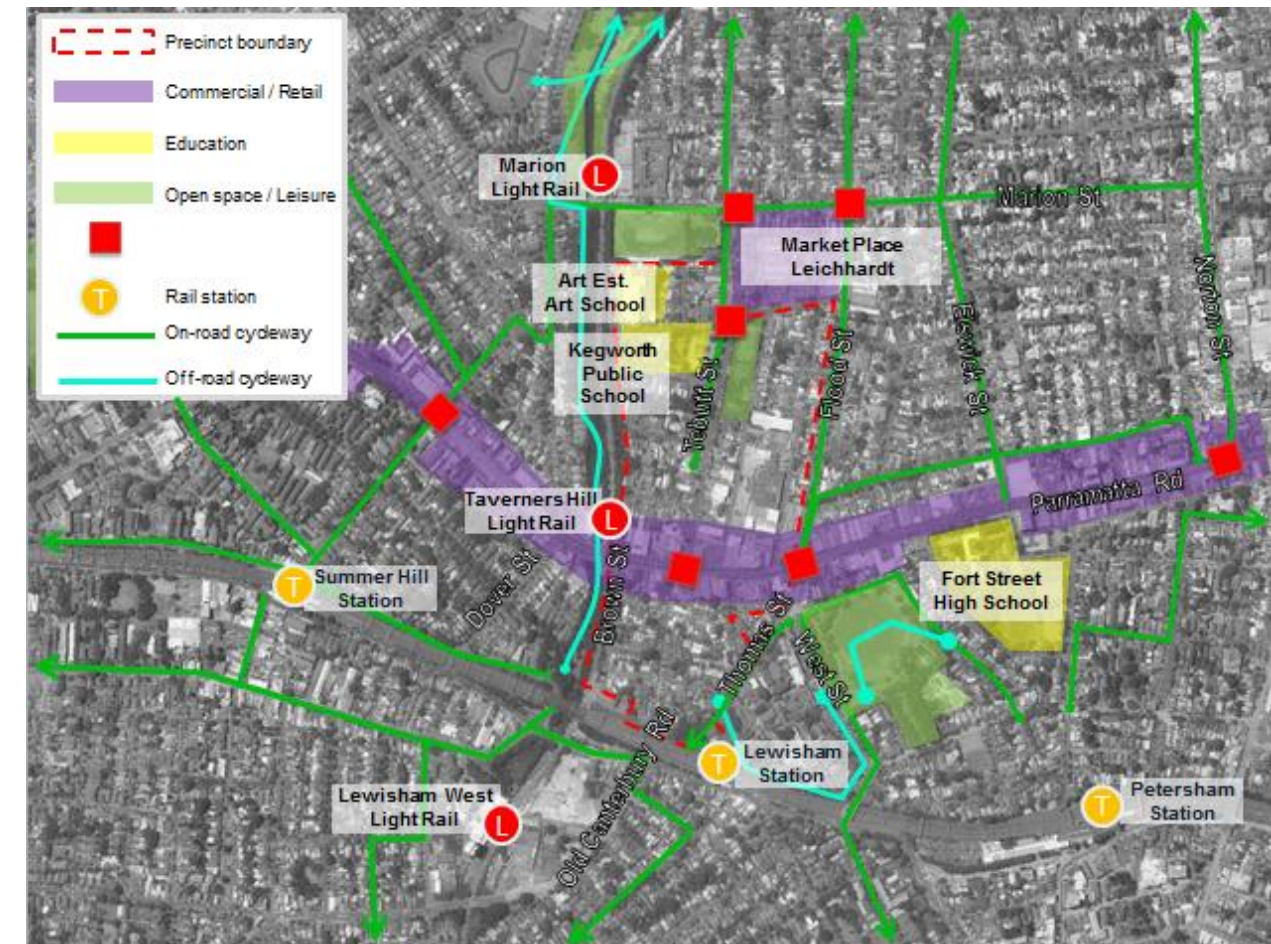 Precinct boundary
Commercial / Retail
Education
Open space / Leisure
T
Rail station
On-road cycleway
Off-road cycleway
Marion
Light Rail
L
Marion St
Market Place
Leichhardt
Art Est.
Art School
Norton St
Elswick St
Kegworth
Public
School
Tebutt St
Flood St
Parramatta Rd
Taverners Hill
Light Rail
L
Summer Hill
Station
T
Dover St
Brown St
Fort Street
High School
Thomas St
West St
Old Canterbury Rd
T
Lewisham
Station
Lewisham West
Light Rail
L
T
Petersham
Station